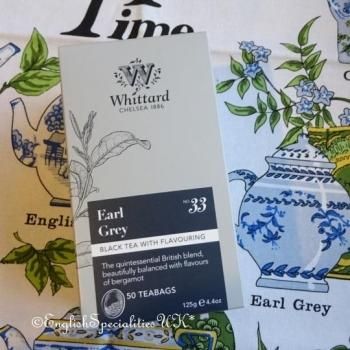 Time
W
Whittard
CHELSEA 1886
Earl
Grey
NO. 33
BLACK TEA WITH FLAVOURING
The quintessential British blend,
beautifully balanced with flavours
of bergamot
50 TEABAGS
125g ℮ 4.4oz
English
Earl Grey
©EnglishSpecialitiesUK*